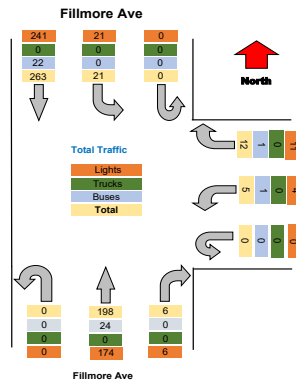 Fillmore Ave
241 21 0
0 0 0
22 0 0
263 21 0
North
Total Traffic
Lights
Trucks
Buses
Total
12 1 0 11
5 1 0 4
0 0 0 0
0 198 6
0 24 0
0 0 0
0 174 6
Fillmore Ave